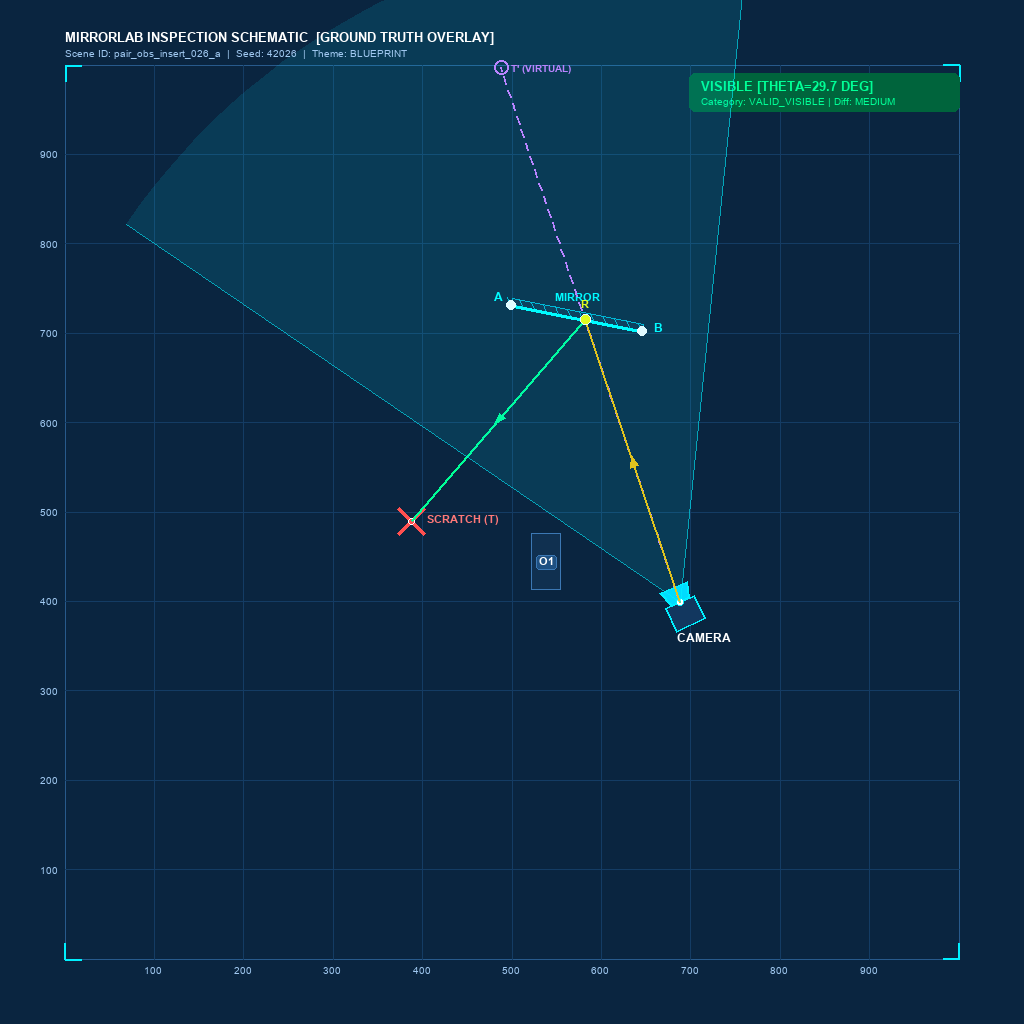 MIRRORLAB INSPECTION SCHEMATIC [GROUND TRUTH OVERLAY]
Scene ID: pair_obs_insert_026_a | Seed: 42026 | Theme: BLUEPRINT
T' (VIRTUAL)
VISIBLE [THETA=29.7 DEG]
Category: VALID_VISIBLE | Diff: MEDIUM
900
800
A
MIRROR
R
B
700
600
SCRATCH (T)
500
O1
400
CAMERA
300
200
100
100 200 300 400 500 600 700 800 900